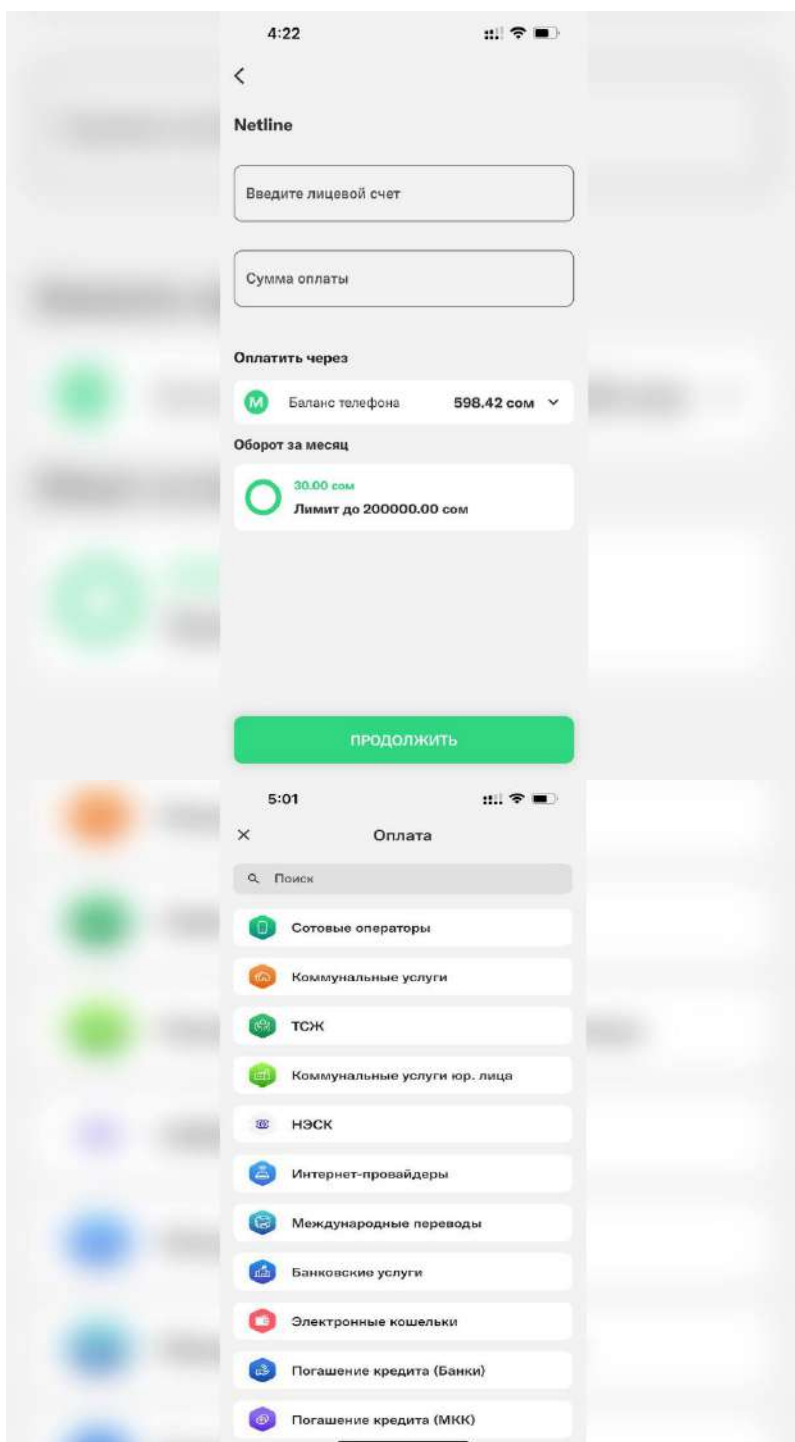 4:22
Netline
Введите лицевой счет
Сумма оплаты
Оплатить через
M Баланс телефона 598.42 сом
Оборот за месяц
30.00 сом
Лимит до 200000.00 сом
ПРОДОЛЖИТЬ
5:01
Оплата
Поиск
Сотовые операторы
Коммунальные услуги
ТСЖ
Коммунальные услуги юр. лица
НЭСК
Интернет-провайдеры
Международные переводы
Банковские услуги
Электронные кошельки
Погашение кредита (Банки)
Погашение кредита (МКК)